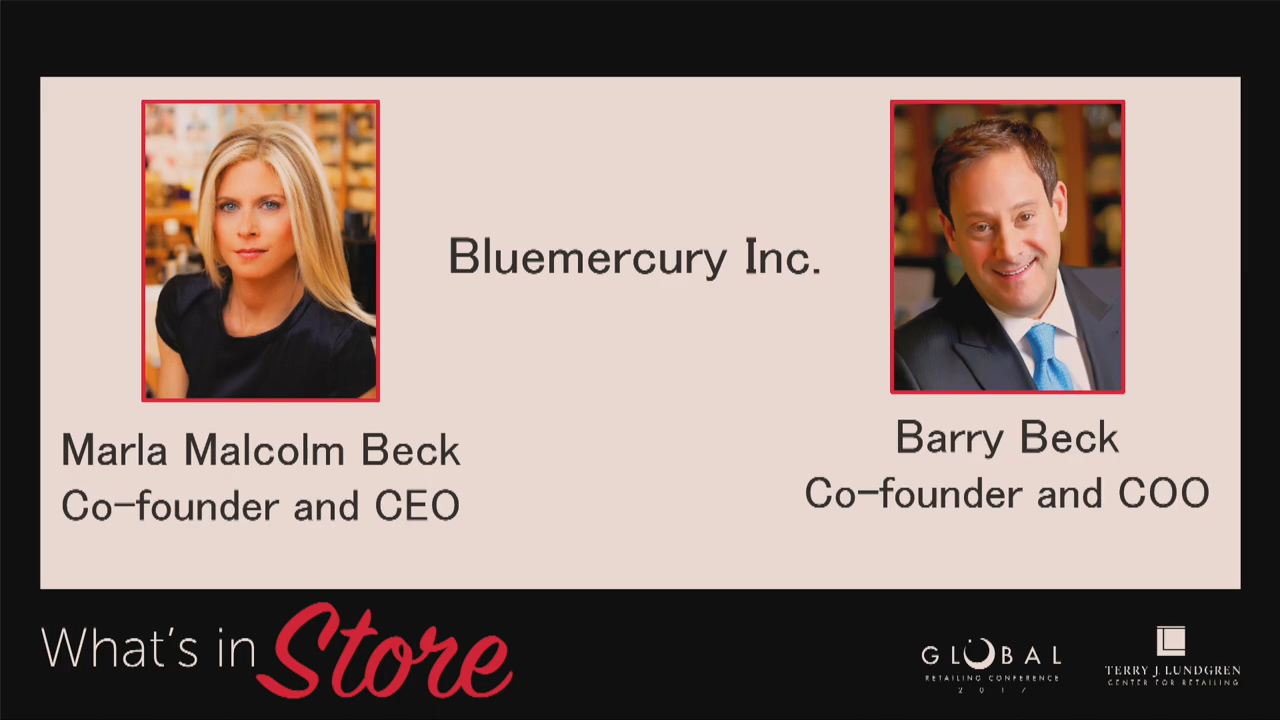 Bluemercury Inc.
Marla Malcolm Beck
Co-founder and CEO
Barry Beck
Co-founder and COO
What's in Store
GLOBAL
RETAILING CONFERENCE
2017
TERRY J. LUNDGREN
CENTER FOR RETAILING